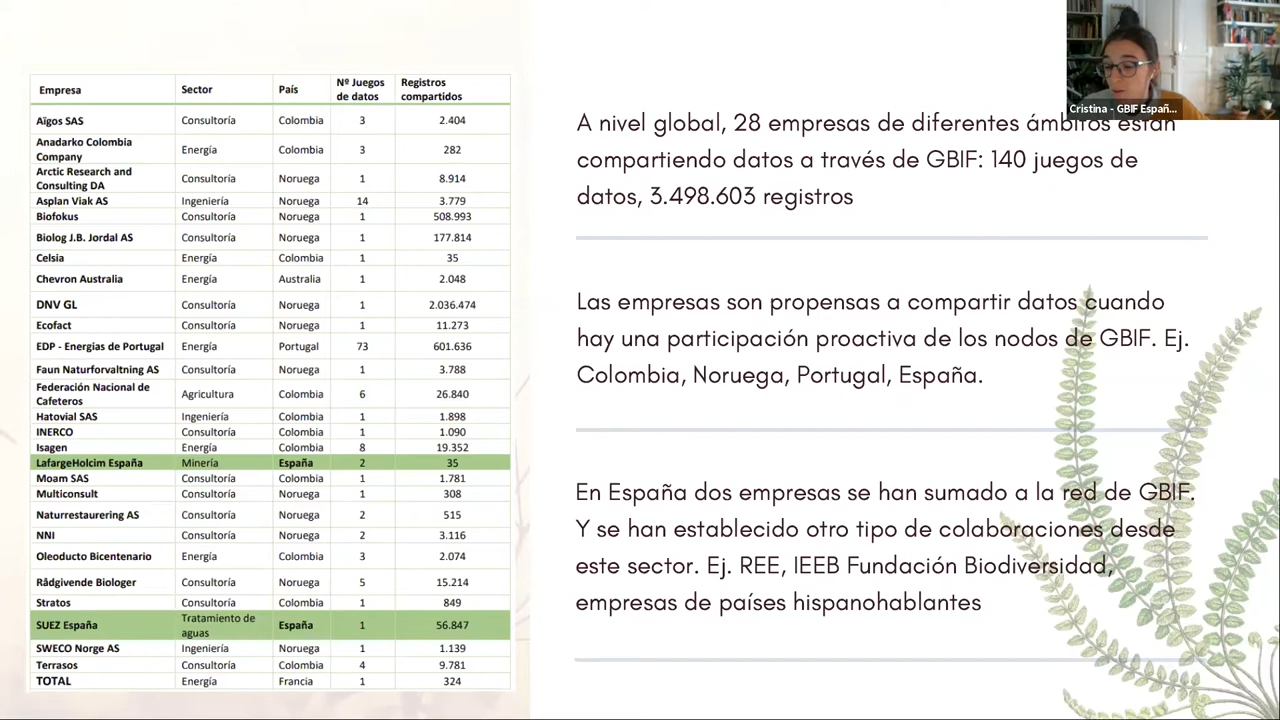 Empresa Sector País Nº Juegos de datos Registros compartidos
Aïgos SAS Consultoría Colombia 3 2.404
Anadarko Colombia Company Energía Colombia 3 282
Arctic Research and Consulting DA Consultoría Noruega 1 8.914
Asplan Viak AS Ingeniería Noruega 14 3.779
Biofokus Consultoría Noruega 1 508.993
Biolog J.B. Jordal AS Consultoría Noruega 1 177.814
Celsia Energía Colombia 1 35
Chevron Australia Energía Australia 1 2.048
DNV GL Consultoría Noruega 1 2.036.474
Ecofact Consultoría Noruega 1 11.273
EDP - Energias de Portugal Energía Portugal 73 601.636
Faun Naturforvaltning AS Consultoría Noruega 1 3.788
Federación Nacional de Cafeteros Agricultura Colombia 6 26.840
Hatovial SAS Ingeniería Colombia 1 1.898
INERCO Consultoría Colombia 1 1.090
Isagen Energía Colombia 8 19.352
LafargeHolcim España Minería España 2 35
Moam SAS Consultoría Colombia 1 1.781
Multiconsult Consultoría Noruega 1 308
Naturrestaurering AS Consultoría Noruega 2 515
NNI Consultoría Noruega 2 3.116
Oleoducto Bicentenario Energía Colombia 3 2.074
Rådgivende Biologer Consultoría Noruega 5 15.214
Stratos Consultoría Colombia 1 849
SUEZ España Tratamiento de aguas España 1 56.847
SWECO Norge AS Ingeniería Noruega 1 1.139
Terrasos Consultoría Colombia 4 9.781
TOTAL Energía Francia 1 324
Cristina - GBIF Españ...
A nivel global, 28 empresas de diferentes ámbitos están
compartiendo datos a través de GBIF: 140 juegos de
datos, 3.498.603 registros
Las empresas son propensas a compartir datos cuando
hay una participación proactiva de los nodos de GBIF. Ej.
Colombia, Noruega, Portugal, España.
En España dos empresas se han sumado a la red de GBIF.
Y se han establecido otro tipo de colaboraciones desde
este sector. Ej. REE, IEEB Fundación Biodiversidad,
empresas de países hispanohablantes